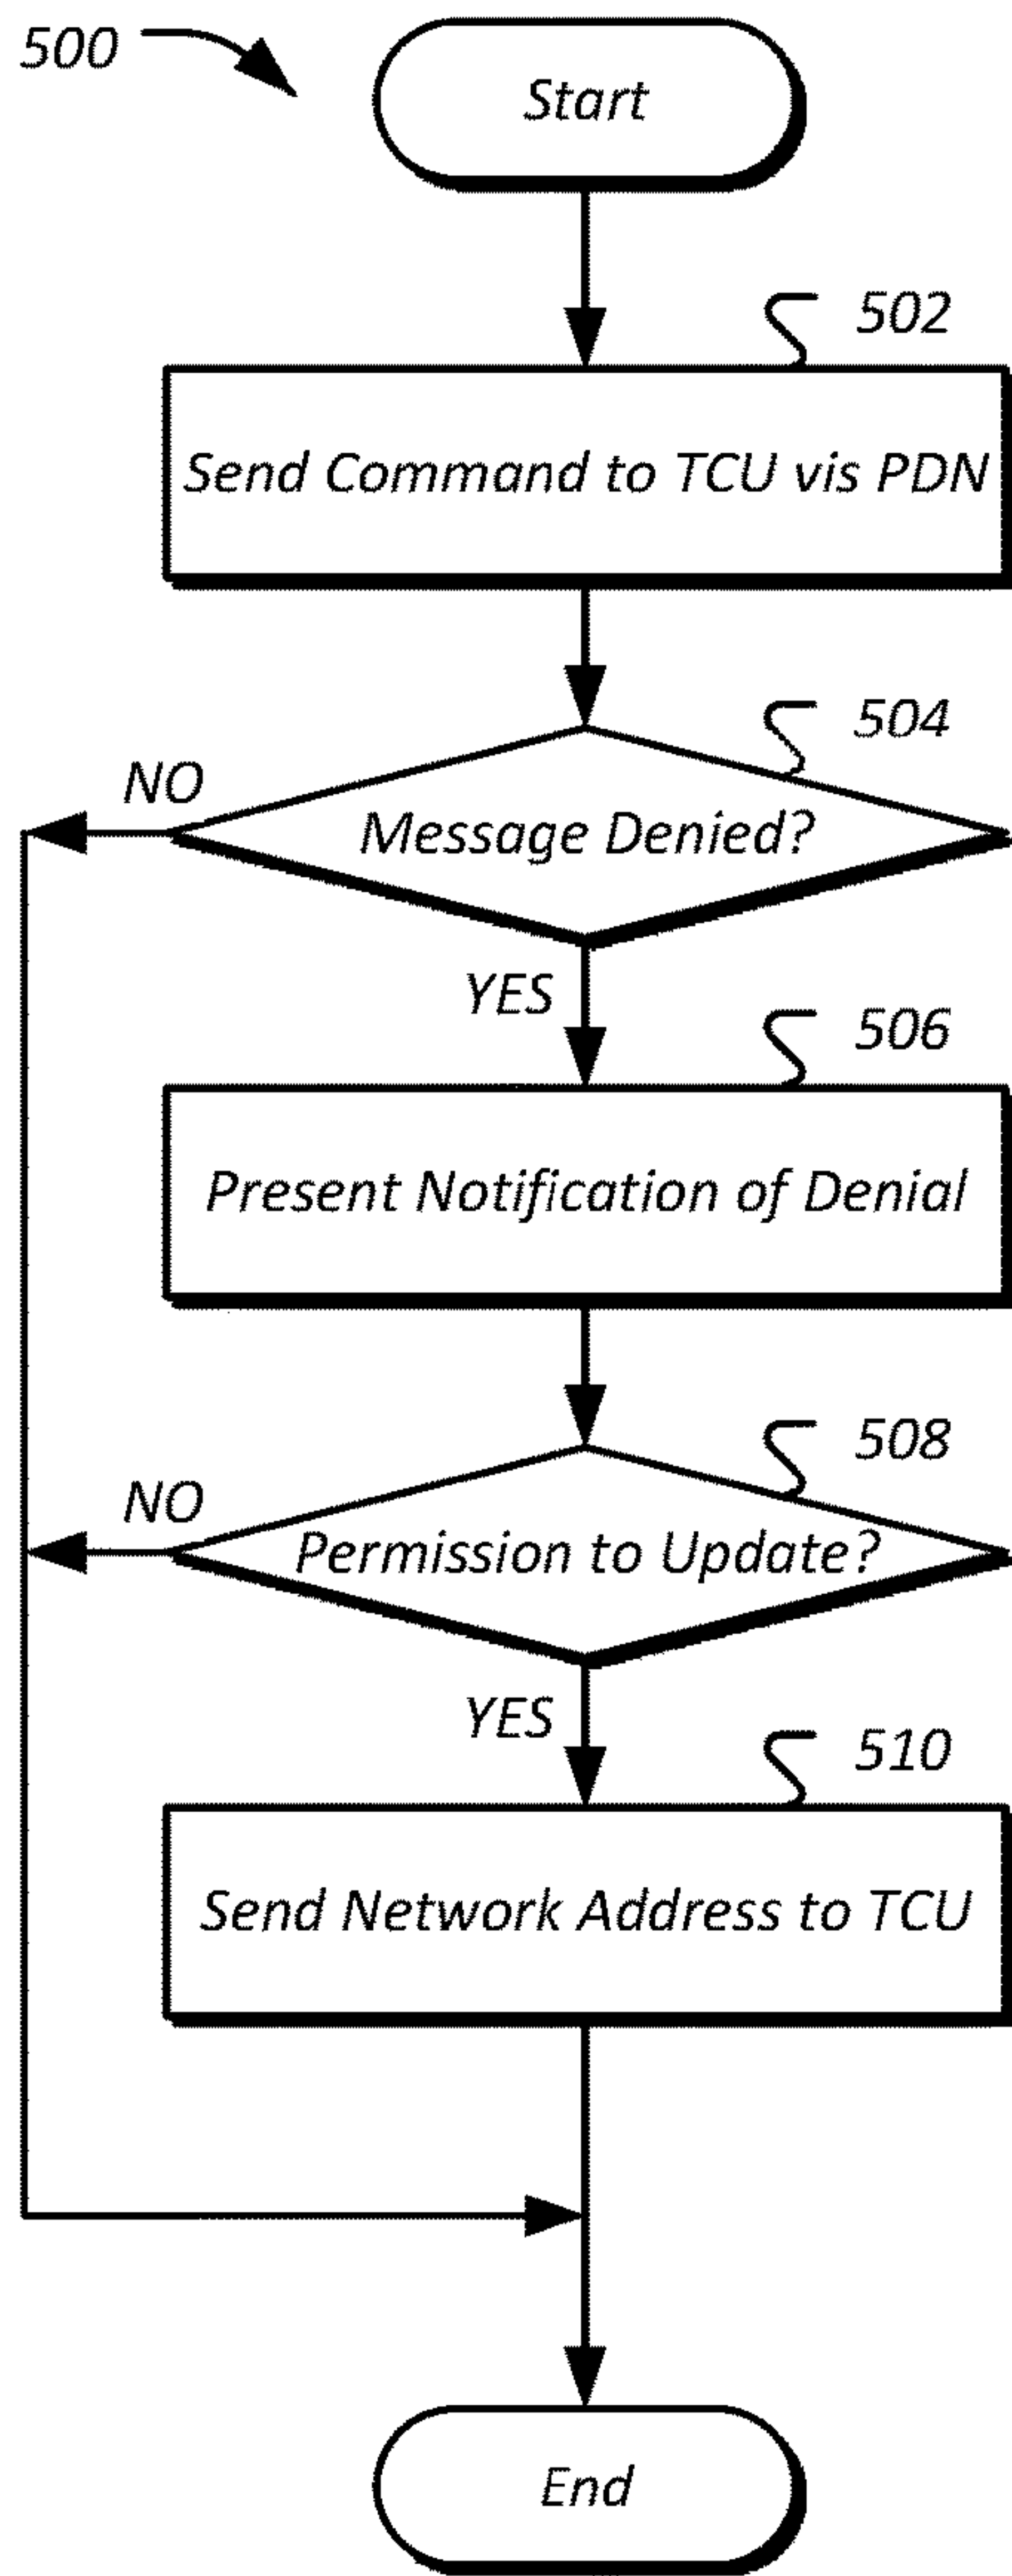 500
Start
502
Send Command to TCU vis PDN
504
NO
Message Denied?
YES
506
Present Notification of Denial
508
NO
Permission to Update?
YES
510
Send Network Address to TCU
End